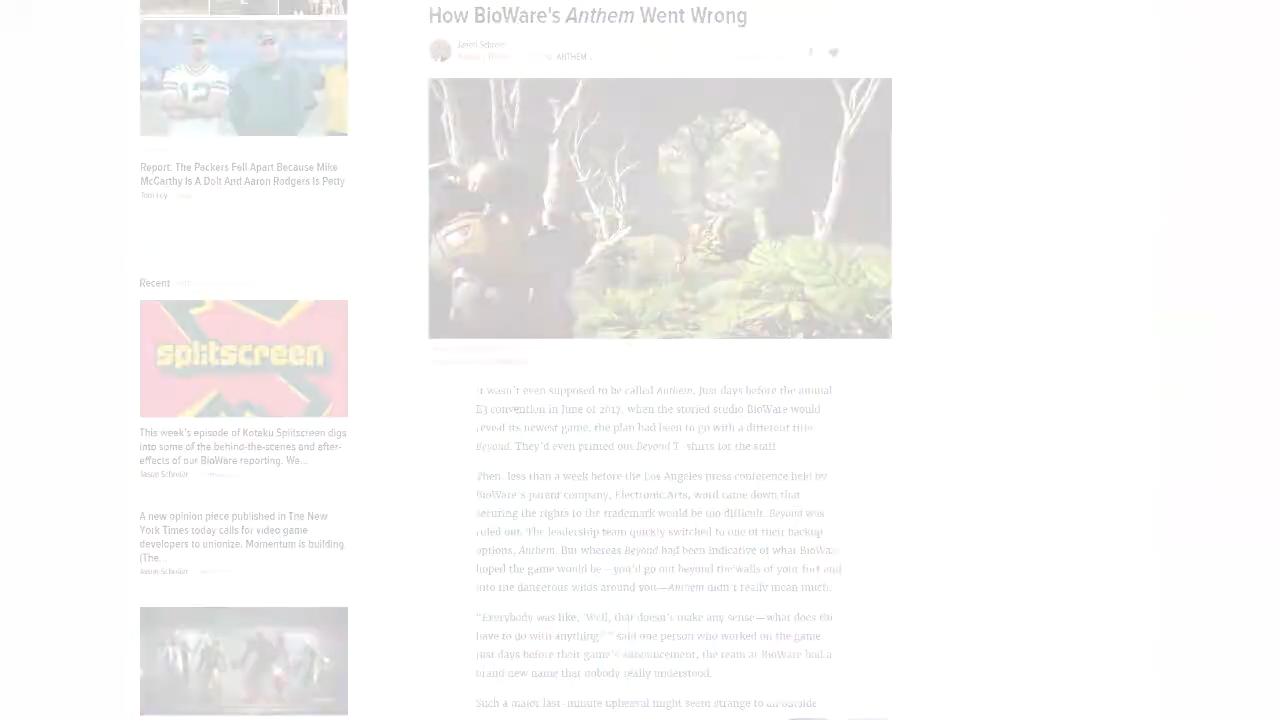 How BioWare's Anthem Went Wrong
Jason Schreier
ANTHEM
12
Report: The Packers Fell Apart Because Mike
McCarthy Is A Dolt And Aaron Rodgers Is Petty
Tom Ley
Recent
splitscreen
This week's episode of Kotaku Splitscreen digs
into some of the behind-the-scenes and after-
effects of our BioWare reporting. We...
Jason Schreier
A new opinion piece published in The New
York Times today calls for video game
developers to unionize. Momentum is building.
(The...
Jason Schreier
It wasn't even supposed to be called Anthem. Just days before the annual
E3 convention in June of 2017, when the storied studio BioWare would
reveal its newest game, the plan had been to go with a different title:
Beyond. They'd even printed out Beyond T-shirts for the staff.
Then, less than a week before the Los Angeles press conference held by
BioWare's parent company, Electronic Arts, word came down that
securing the rights to the trademark would be too difficult. Beyond was
ruled out. The leadership team quickly switched to one of their backup
options, Anthem. But whereas Beyond had been indicative of what BioWare
hoped the game would be—you'd go out beyond the walls of your fort and
into the dangerous wilds around you—Anthem didn't really mean much.
"Everybody was like, 'Well, that doesn't make any sense—what does this
have to do with anything?'" said one person who worked on the game.
Just days before their game's announcement, the team at BioWare had a
brand new name that nobody really understood.
Such a major last-minute upheaval might seem strange to an outside